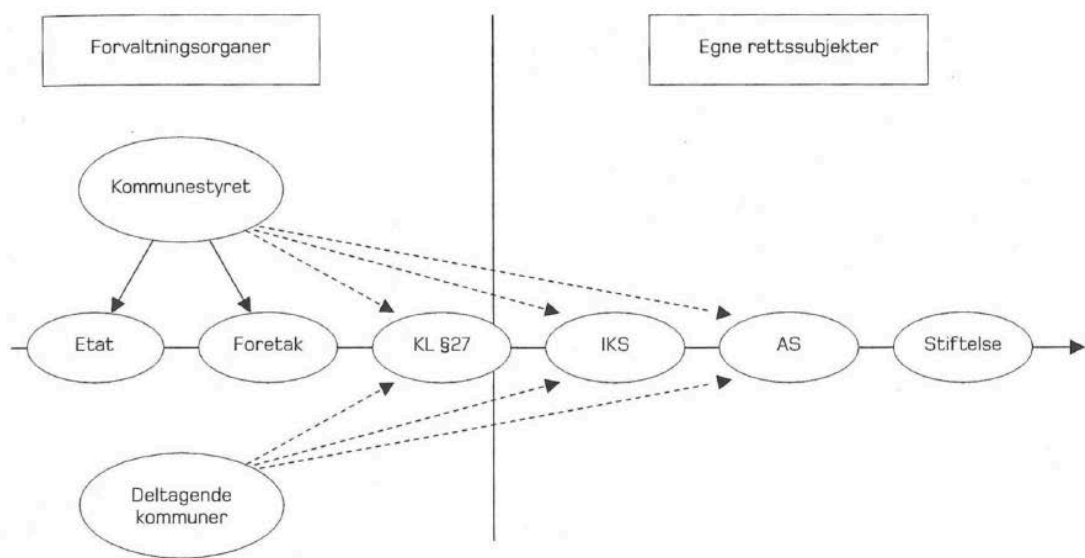 Forvaltningsorganer
Egne rettssubjekter
Kommunestyret
Etat
Foretak
KL §27
IKS
AS
Stiftelse
Deltagende
kommuner